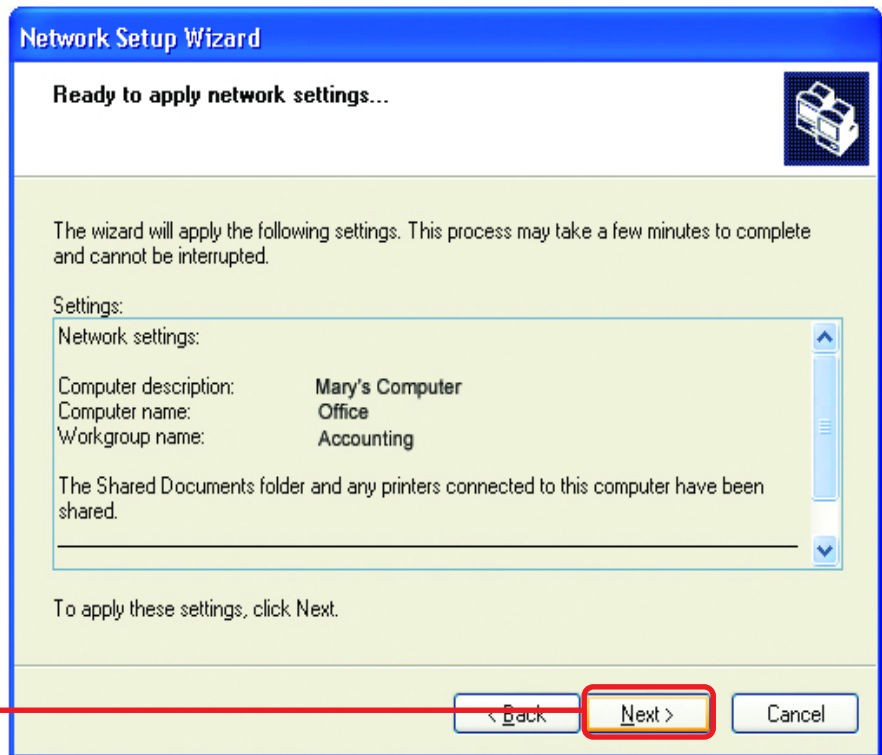 Network Setup Wizard
Ready to apply network settings...
The wizard will apply the following settings. This process may take a few minutes to complete
and cannot be interrupted.
Settings:
Network settings:
Computer description: Mary's Computer
Computer name: Office
Workgroup name: Accounting
The Shared Documents folder and any printers connected to this computer have been
shared.
To apply these settings, click Next.
< Back Next > Cancel